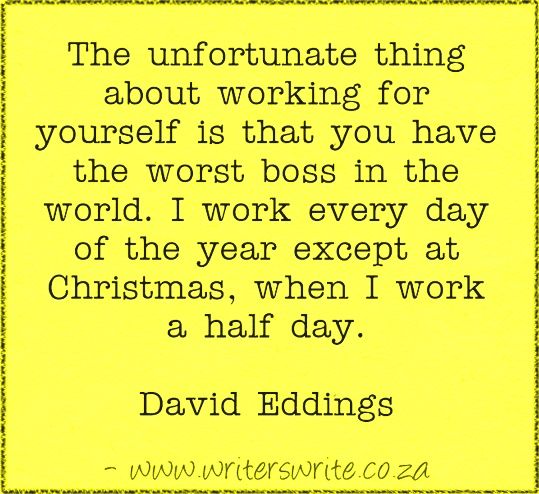 The unfortunate thing
about working for
yourself is that you have
the worst boss in the
world. I work every day
of the year except at
Christmas, when I work
a half day.
David Eddings
- www.writerswrite.co.za